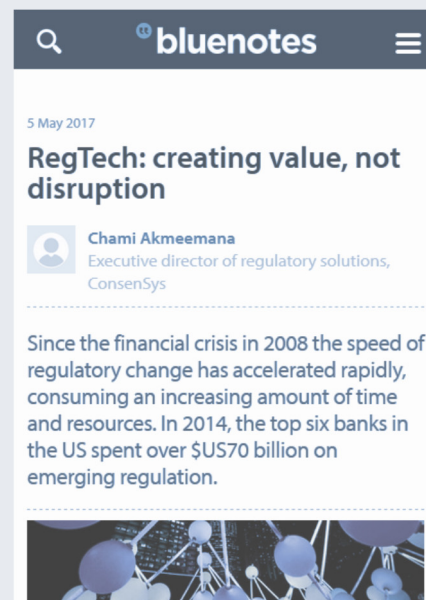 bluenotes
5 May 2017
RegTech: creating value, not
disruption
Chami Akmeemana
Executive director of regulatory solutions,
ConsenSys
Since the financial crisis in 2008 the speed of
regulatory change has accelerated rapidly,
consuming an increasing amount of time
and resources. In 2014, the top six banks in
the US spent over $US70 billion on
emerging regulation.